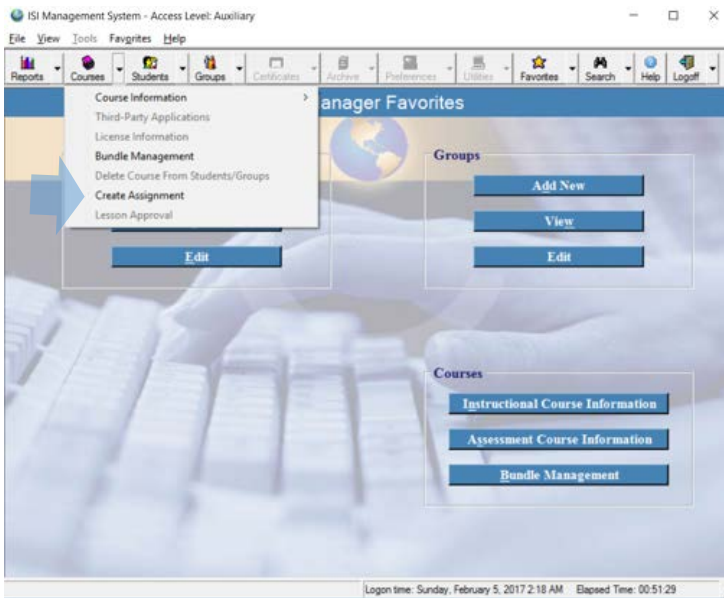 ISI Management System - Access Level: Auxiliary
File View Tools Favorites Help
Reports Courses Students Groups Certificates Archive Preferences Utilities Favorites Search Help Logoff
anager Favorites
Course Information
Third-Party Applications
License Information
Bundle Management
Delete Course From Students/Groups
Create Assignment
Lesson Approval
Edit
Groups
Add New
View
Edit
Courses
Instructional Course Information
Assessment Course Information
Bundle Management
Logon time: Sunday, February 5, 2017 2:18 AM Elapsed Time: 00:51:29